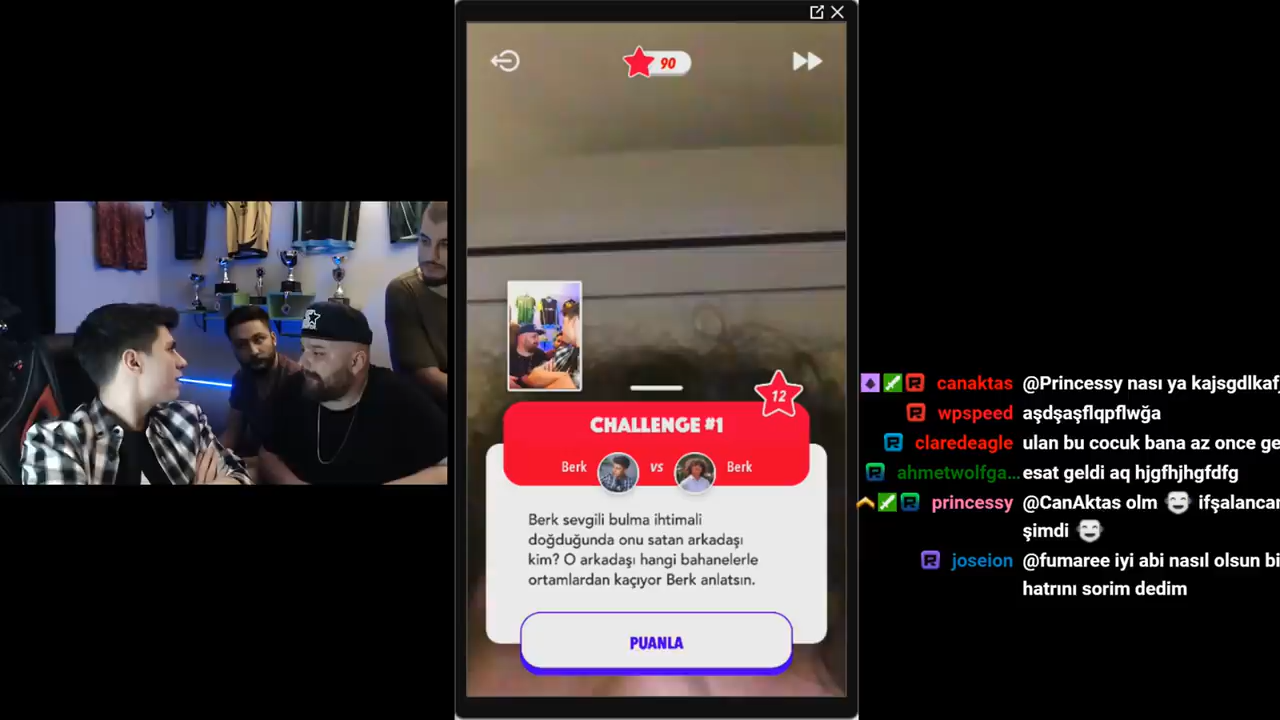 90
12
CHALLENGE #1
Berk vs Berk
Berk sevgili bulma ihtimali
doğduğunda onu satan arkadaşı
kim? O arkadaşı hangi bahanelerle
ortamlardan kaçıyor Berk anlatsın.
PUANLA
canaktas @Princessy nası ya kajsgdlkaf
wpspeed aşdşaşflqpflwğa
claredeagle ulan bu cocuk bana az once ge
ahmetwolfga... esat geldi aq hjgfhjhgfdfg
princessy @CanAktas olm ifşalancan
şimdi
joseion @fumaree iyi abi nasıl olsun bi
hatrını sorim dedim